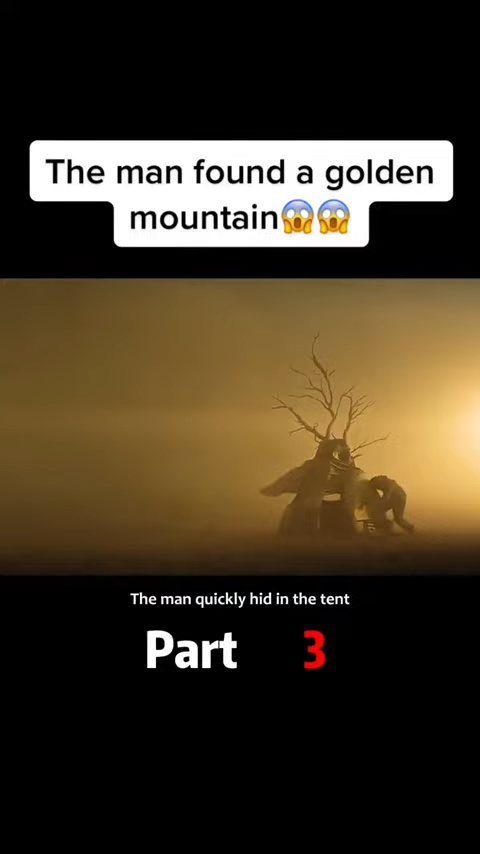 The man found a golden
mountain😱😱
The man quickly hid in the tent
Part 3